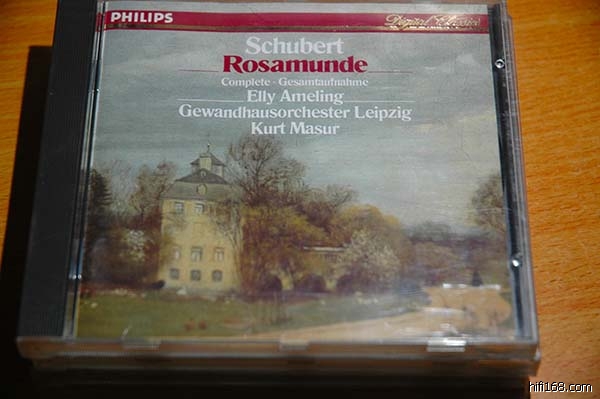 PHILIPS
Digital Classics
Schubert
Rosamunde
Complete · Gesamtaufnahme
Elly Ameling
Gewandhausorchester Leipzig
Kurt Masur
hifi168.com